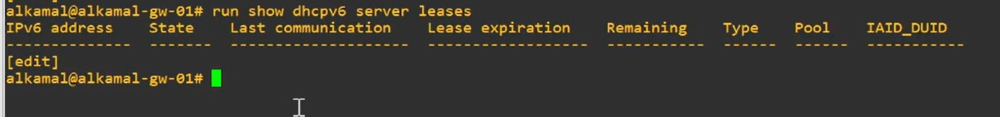 alkamal@alkamal-gw-01# run show dhcpv6 server leases
IPv6 address    State    Last communication    Lease expiration    Remaining    Type    Pool    IAID_DUID
--------------  -------  --------------------  ------------------  -----------  ------  ------  -----------
[edit]
alkamal@alkamal-gw-01#